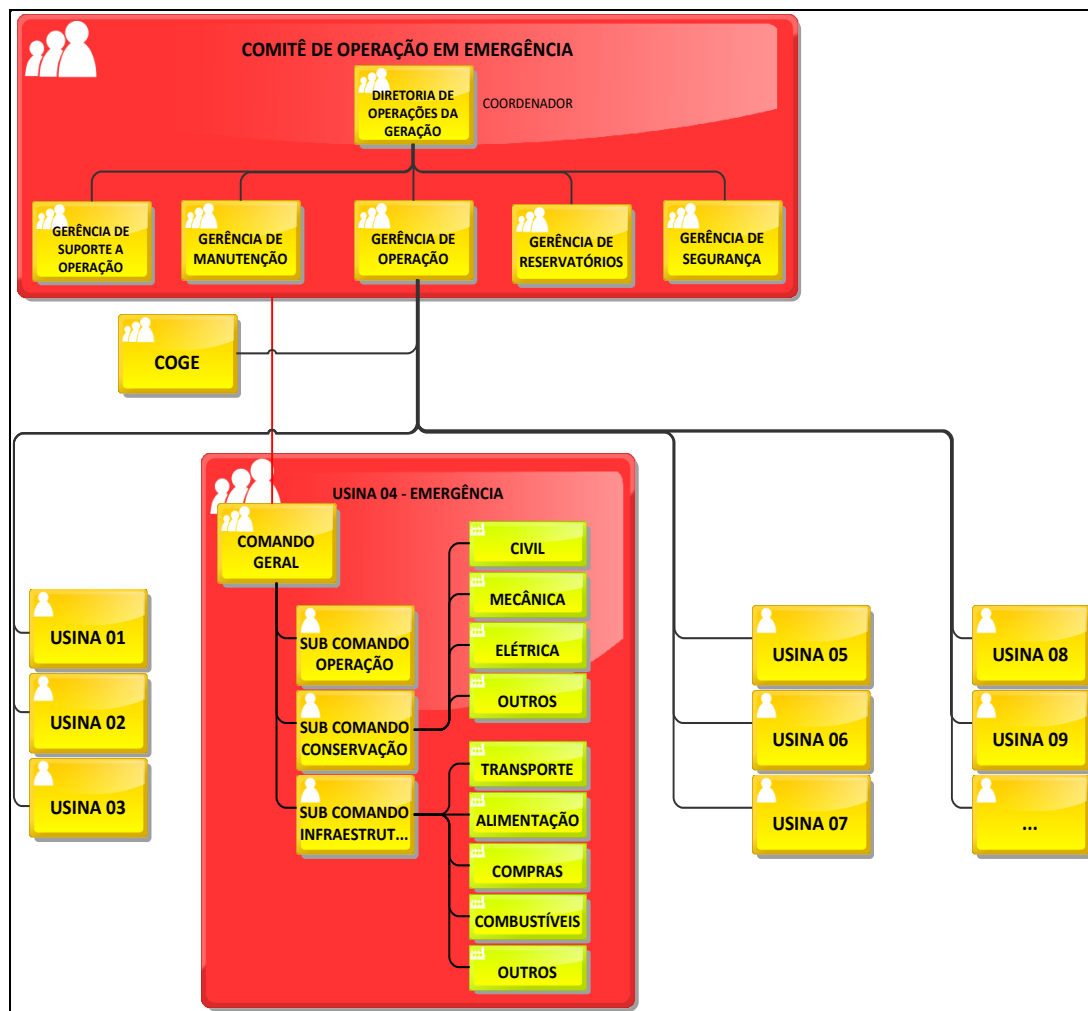 COMITÊ DE OPERAÇÃO EM EMERGÊNCIA
DIRETORIA DE
OPERAÇÕES DA
GERAÇÃO
COORDENADOR
GERÊNCIA DE
SUPORTE A
OPERAÇÃO
GERÊNCIA DE
MANUTENÇÃO
GERÊNCIA DE
OPERAÇÃO
GERÊNCIA DE
RESERVATÓRIOS
GERÊNCIA DE
SEGURANÇA
COGE
USINA 04 - EMERGÊNCIA
COMANDO
GERAL
SUB COMANDO
OPERAÇÃO
SUB COMANDO
CONSERVAÇÃO
SUB COMANDO
INFRAESTRUT...
CIVIL
MECÂNICA
ELÉTRICA
OUTROS
TRANSPORTE
ALIMENTAÇÃO
COMPRAS
COMBUSTÍVEIS
OUTROS
USINA 01
USINA 02
USINA 03
USINA 05
USINA 06
USINA 07
USINA 08
USINA 09
...